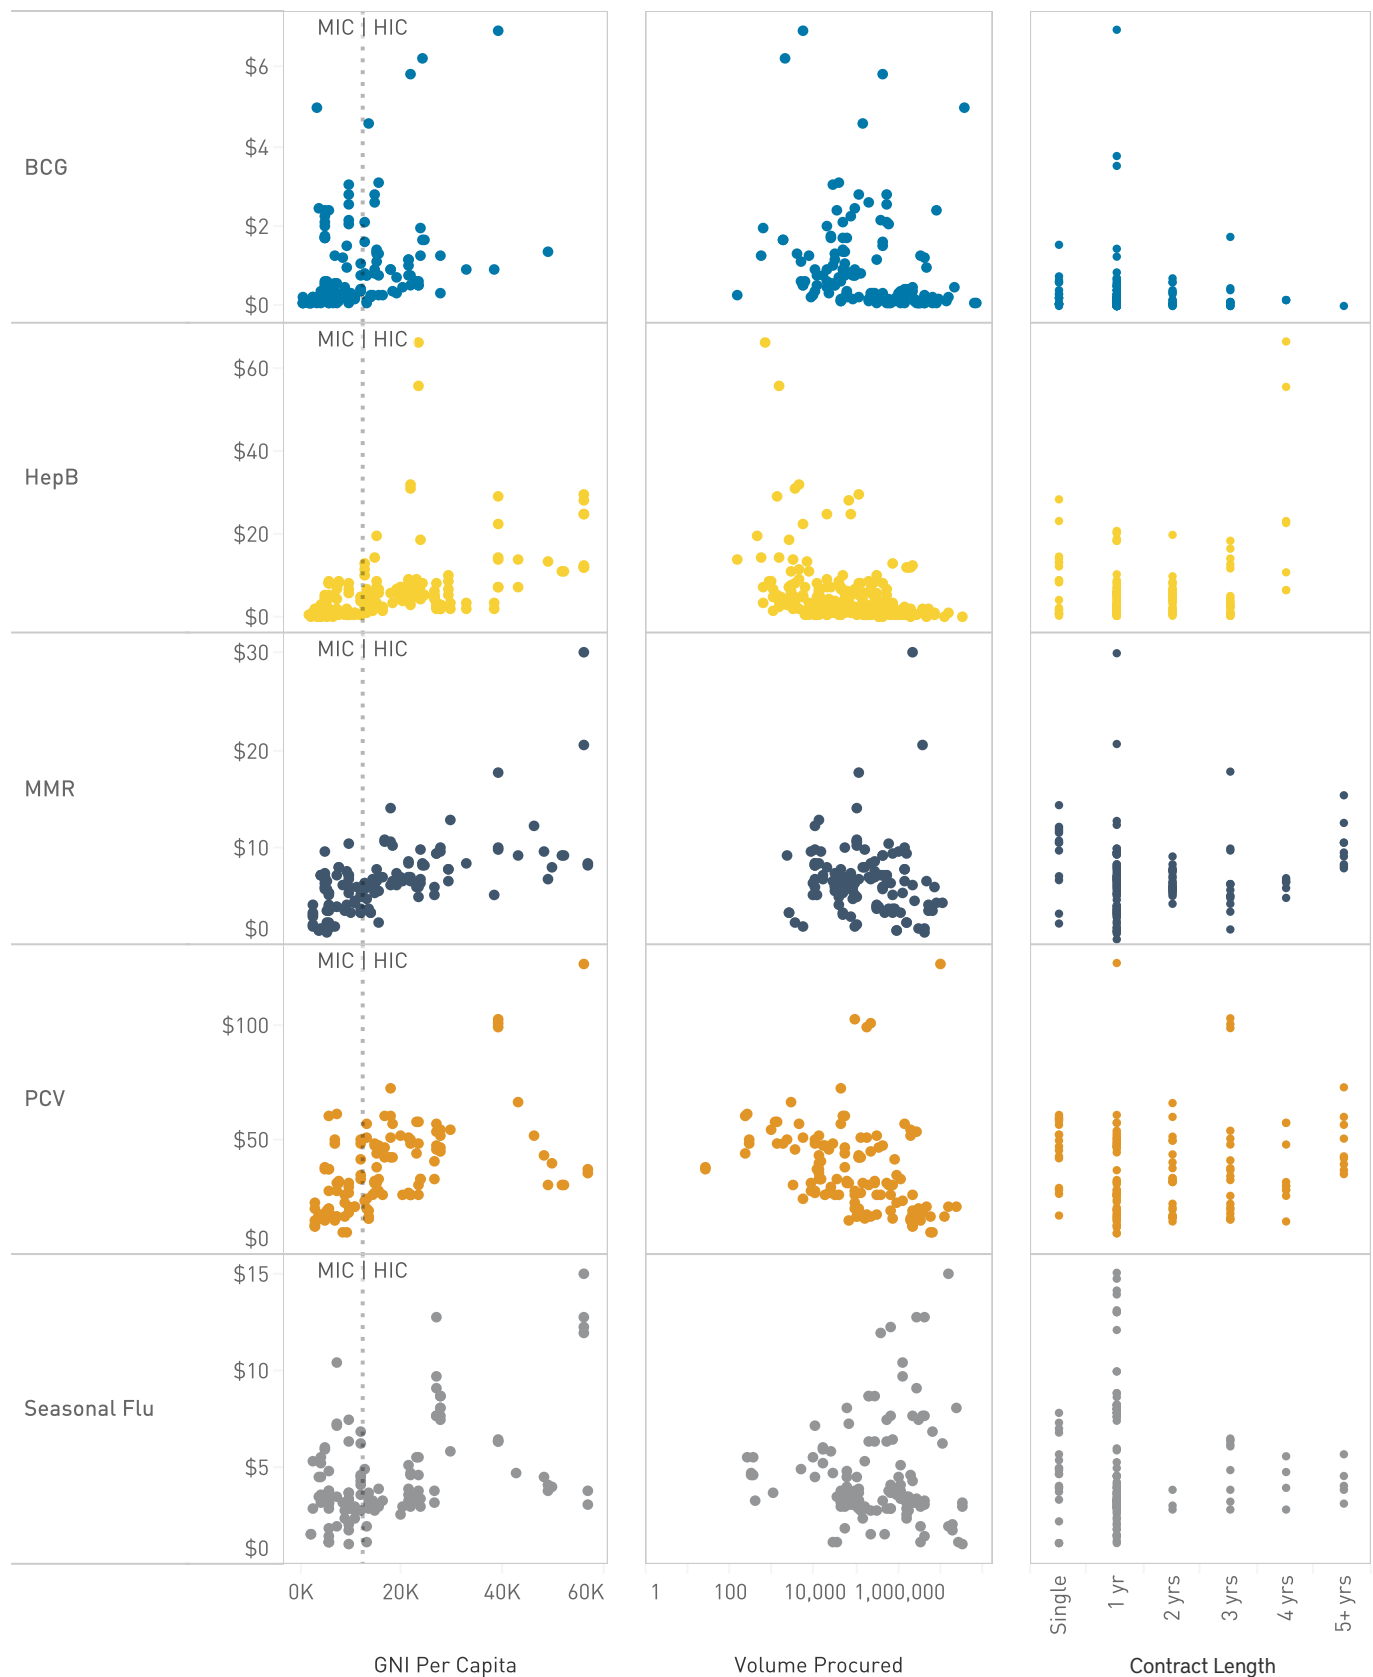 MIC | HIC
$6
$4
BCG
$2
$0
MIC | HIC
$60
$40
HepB
$20
$0
MIC | HIC
$30
$20
MMR
$10
$0
MIC | HIC
$100
PCV
$50
$0
MIC | HIC
$15
$10
Seasonal Flu
$5
$0
0K 20K 40K 60K
1 100 10,000 1,000,000
Single 1 yr 2 yrs 3 yrs 4 yrs 5+ yrs
GNI Per Capita Volume Procured Contract Length